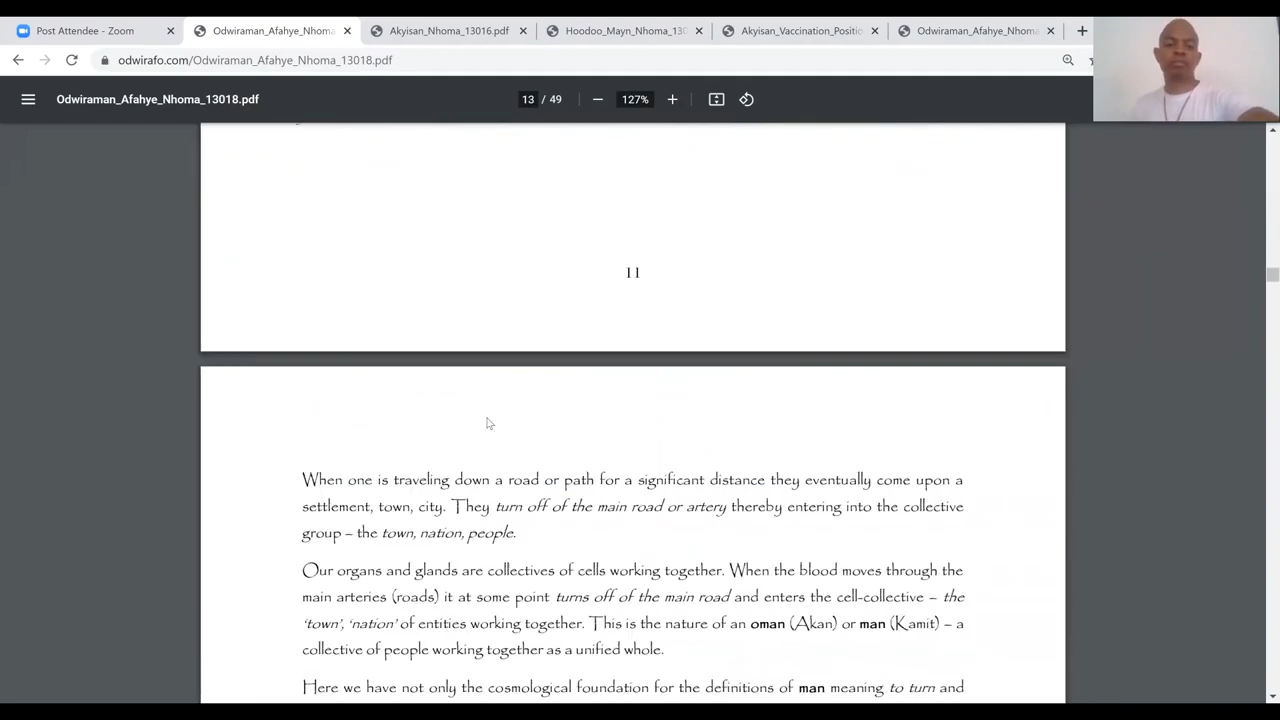 Post Attendee - Zoom
Odwiraman_Afahye_Nhoma_
Akyisan_Nhoma_13016.pdf
Hoodoo_Mayn_Nhoma_130
Akyisan_Vaccination_Positio
Odwiraman_Afahye_Nhoma_
odwirafo.com/Odwiraman_Afahye_Nhoma_13018.pdf
Odwiraman_Afahye_Nhoma_13018.pdf
13 / 49
127%
11
When one is traveling down a road or path for a significant distance they eventually come upon a
settlement, town, city. They turn off of the main road or artery thereby entering into the collective
group – the town, nation, people.
Our organs and glands are collectives of cells working together. When the blood moves through the
main arteries (roads) it at some point turns off of the main road and enters the cell-collective – the
‘town’, ‘nation’ of entities working together. This is the nature of an oman (Akan) or man (Kamit) – a
collective of people working together as a unified whole.
Here we have not only the cosmological foundation for the definitions of man meaning to turn and